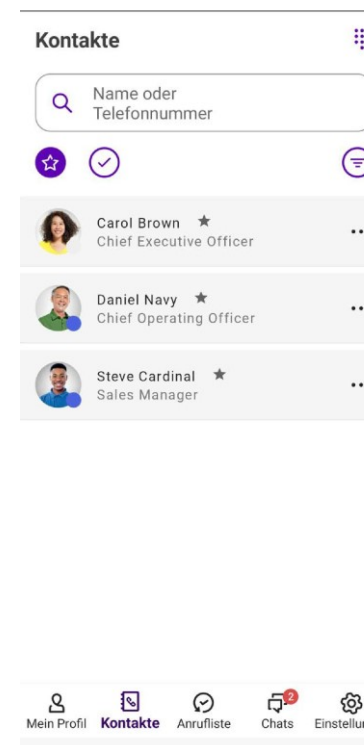 Kontakte
Name oder
Telefonnummer
Carol Brown
Chief Executive Officer
Daniel Navy
Chief Operating Officer
Steve Cardinal
Sales Manager
2
Mein Profil Kontakte Anrufliste Chats Einstellun